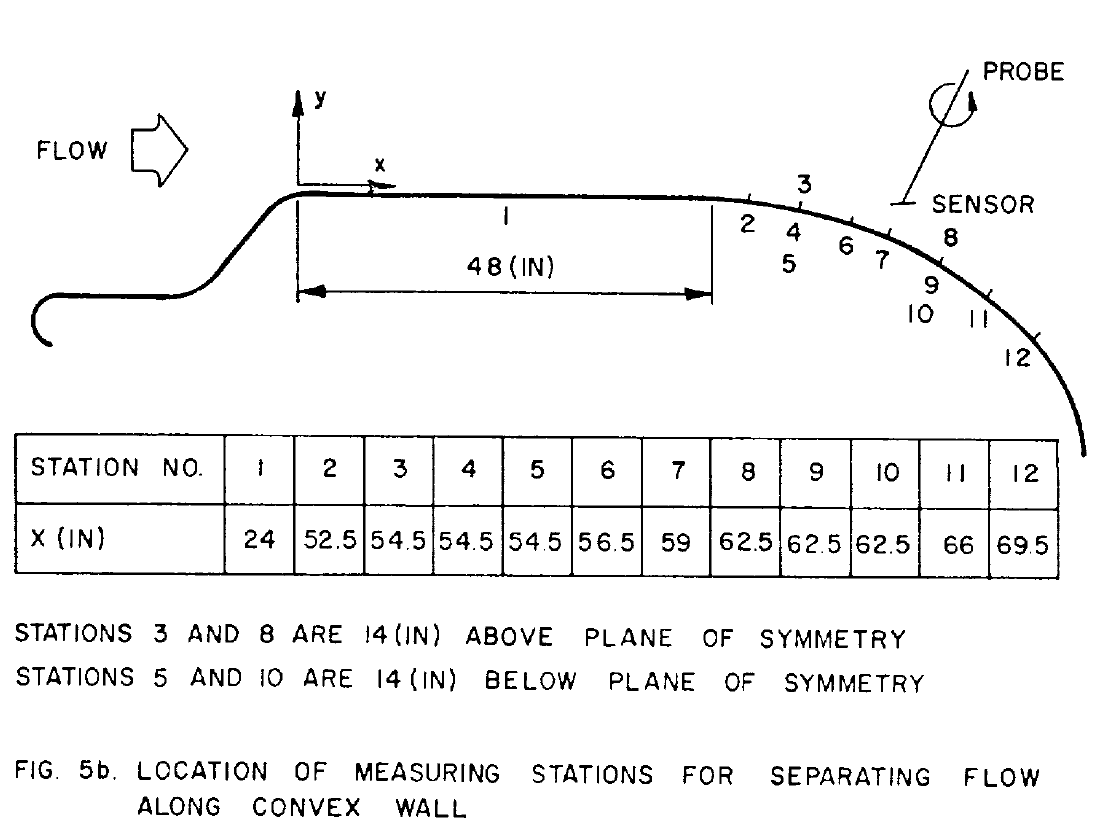 PROBE
y
FLOW
x
3
SENSOR
1
2
4
6
7
8
5
48(IN)
9
10
11
12
STATION NO. 1 2 3 4 5 6 7 8 9 10 11 12
X (IN) 24 52.5 54.5 54.5 54.5 56.5 59 62.5 62.5 62.5 66 69.5
STATIONS 3 AND 8 ARE 14(IN) ABOVE PLANE OF SYMMETRY
STATIONS 5 AND 10 ARE 14(IN) BELOW PLANE OF SYMMETRY
FIG. 5b. LOCATION OF MEASURING STATIONS FOR SEPARATING FLOW
ALONG CONVEX WALL